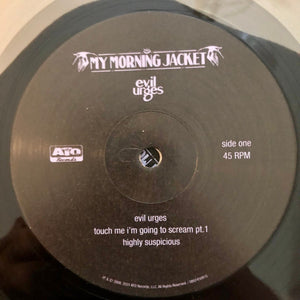 MY MORNING JACKET
evil
urges
ATO
Records
side one
45 RPM
evil urges
touch me i'm going to scream pt.1
highly suspicious